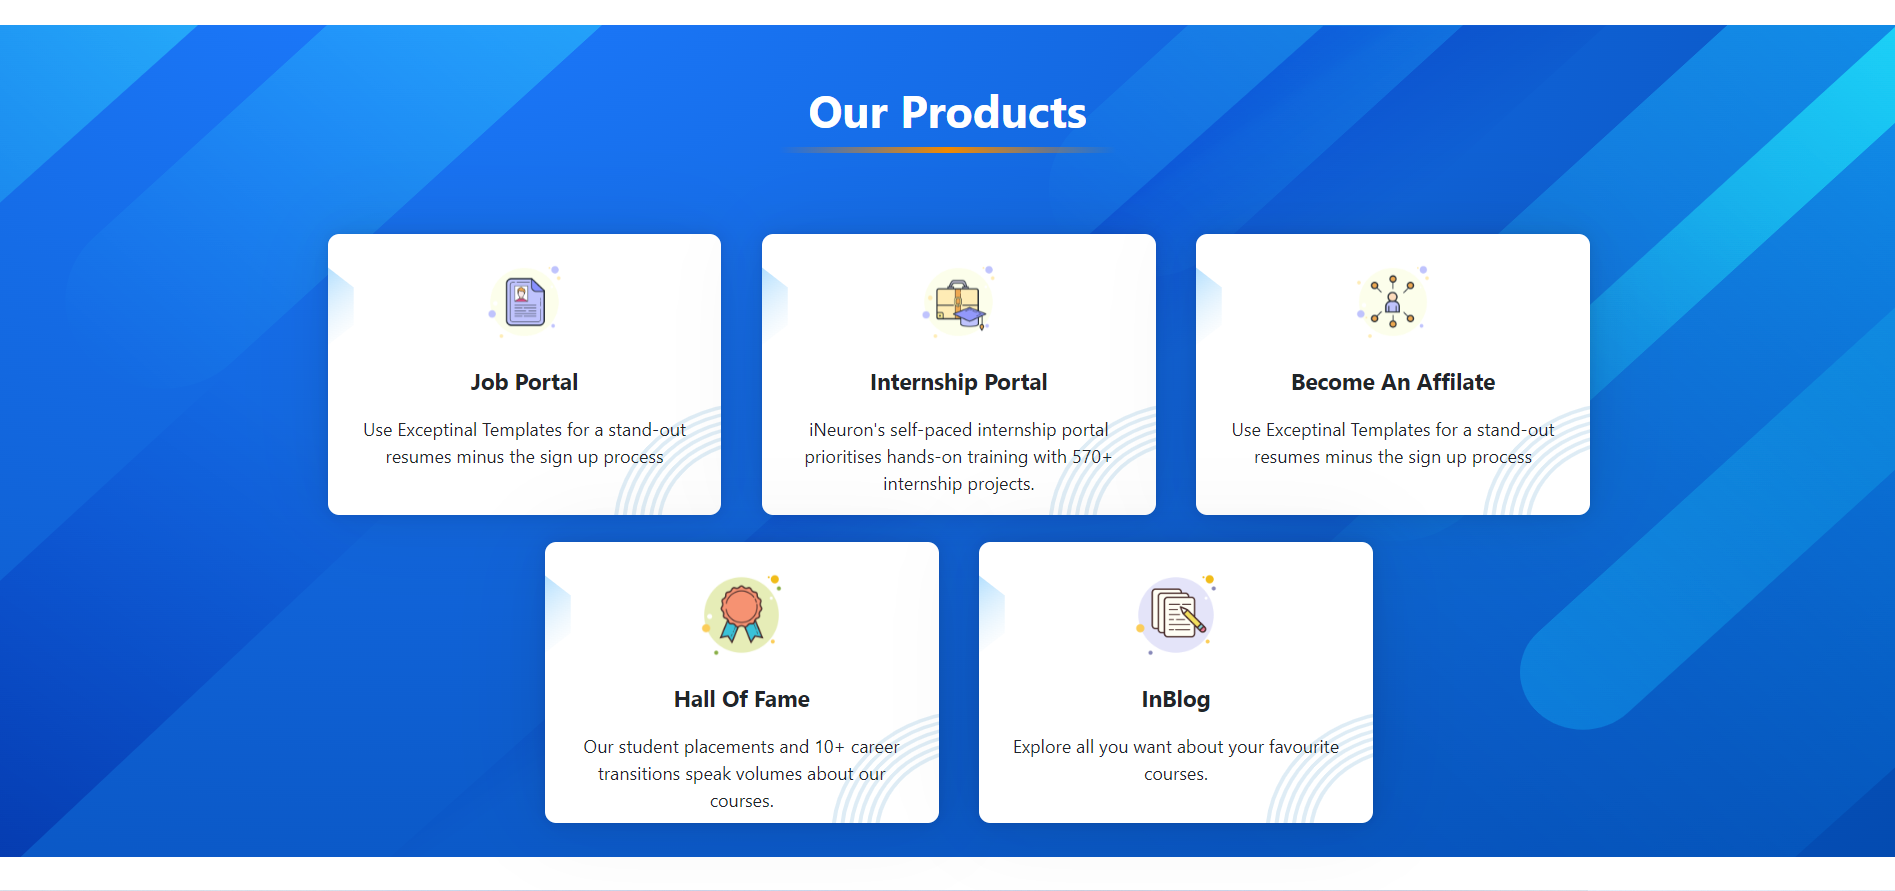 Our Products
Job Portal
Use Exceptinal Templates for a stand-out
resumes minus the sign up process
Internship Portal
iNeuron's self-paced internship portal
prioritises hands-on training with 570+
internship projects.
Become An Affilate
Use Exceptinal Templates for a stand-out
resumes minus the sign up process
Hall Of Fame
Our student placements and 10+ career
transitions speak volumes about our
courses.
InBlog
Explore all you want about your favourite
courses.